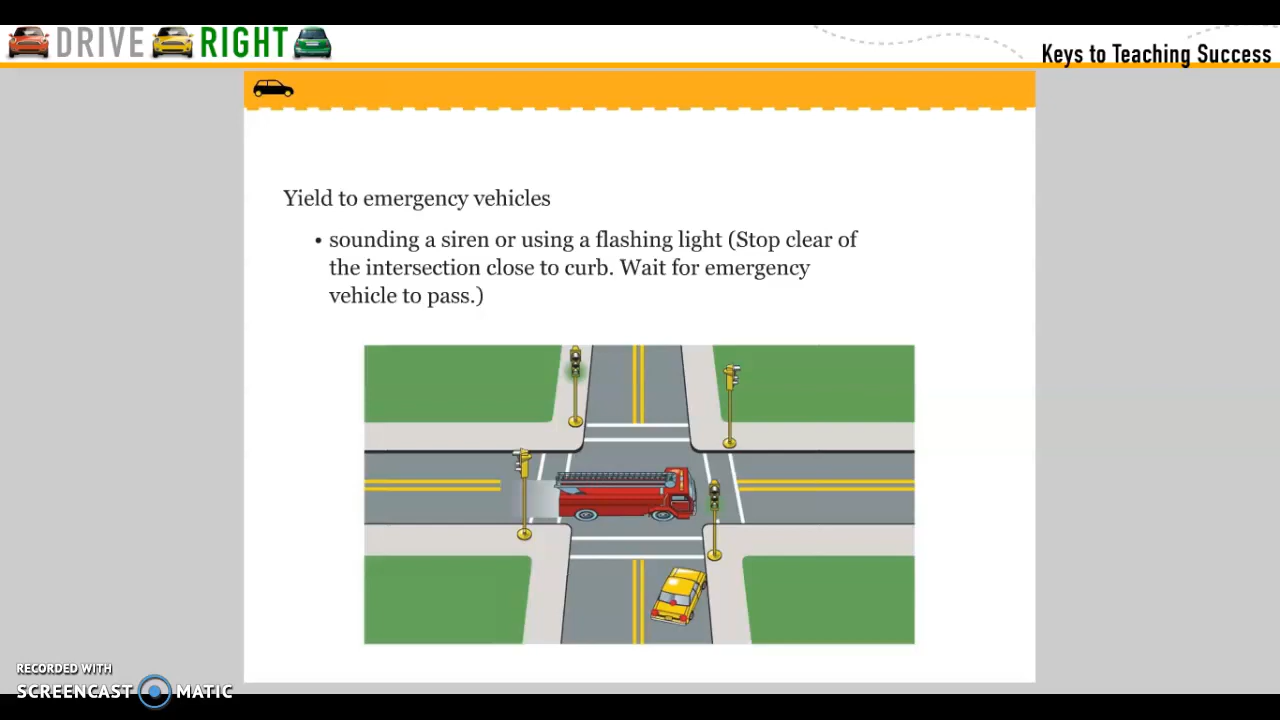 DRIVE RIGHT
Keys to Teaching Success
Yield to emergency vehicles
• sounding a siren or using a flashing light (Stop clear of
the intersection close to curb. Wait for emergency
vehicle to pass.)
RECORDED WITH
SCREENCAST MATIC